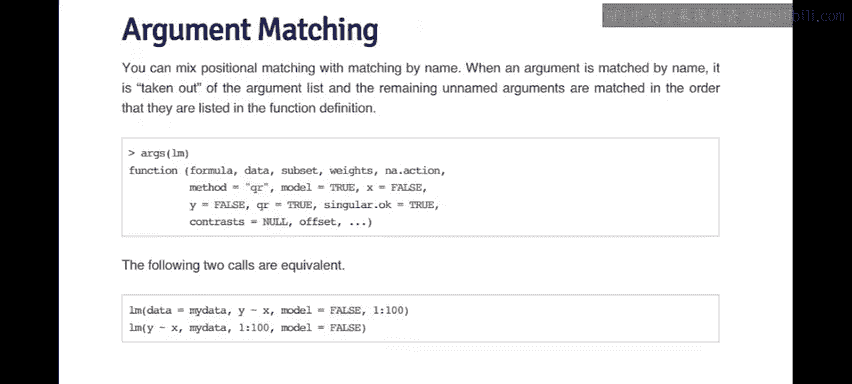 Argument Matching
You can mix positional matching with matching by name. When an argument is matched by name, it
is “taken out” of the argument list and the remaining unnamed arguments are matched in the order
that they are listed in the function definition.
> args(lm)
function (formula, data, subset, weights, na.action,
method = "qr", model = TRUE, x = FALSE,
y = FALSE, qr = TRUE, singular.ok = TRUE,
contrasts = NULL, offset, ...)
The following two calls are equivalent.
lm(data = mydata, y ~ x, model = FALSE, 1:100)
lm(y ~ x, mydata, 1:100, model = FALSE)